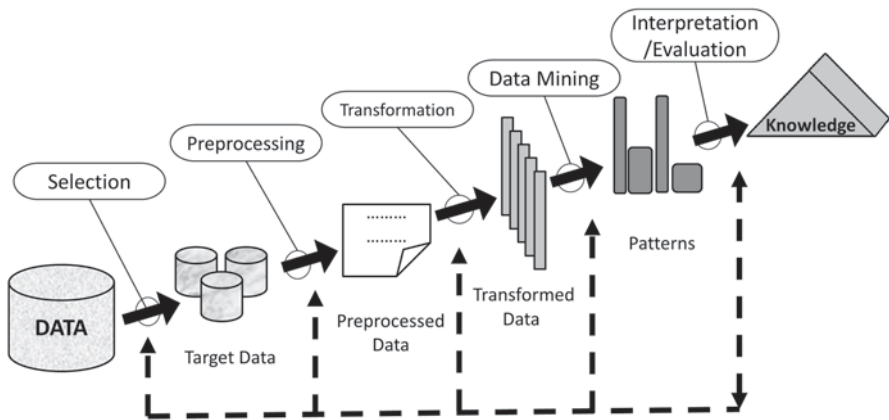 Interpretation
/Evaluation
Data Mining
Transformation
Preprocessing
Selection
Knowledge
DATA
Target Data
Preprocessed
Data
Transformed
Data
Patterns